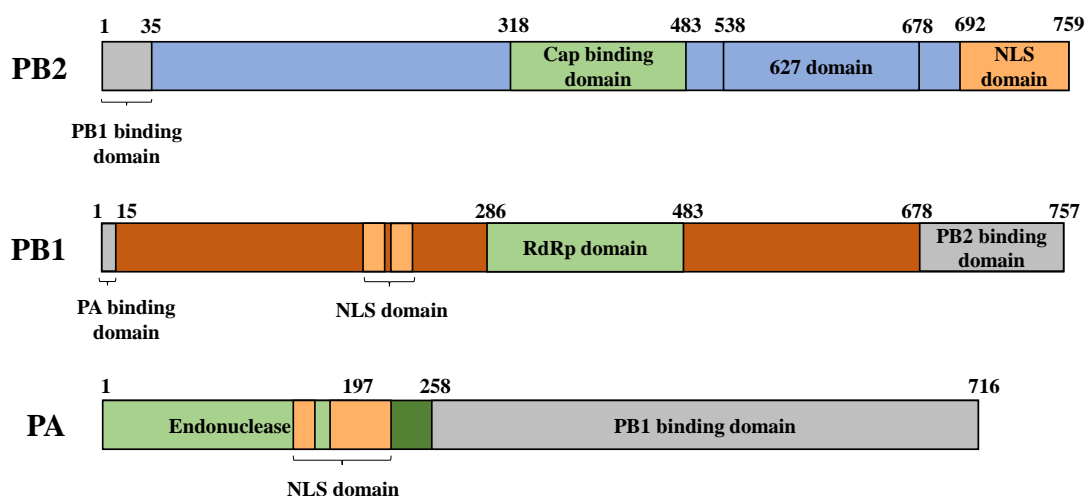 1 35 318 483 538 678 692 759
PB2
Cap binding
domain
627 domain
NLS
domain
PB1 binding
domain
1 15 286 483 678 757
PB1
RdRp domain
PB2 binding
domain
PA binding
domain
NLS domain
1 197 258 716
PA
Endonuclease
PB1 binding domain
NLS domain